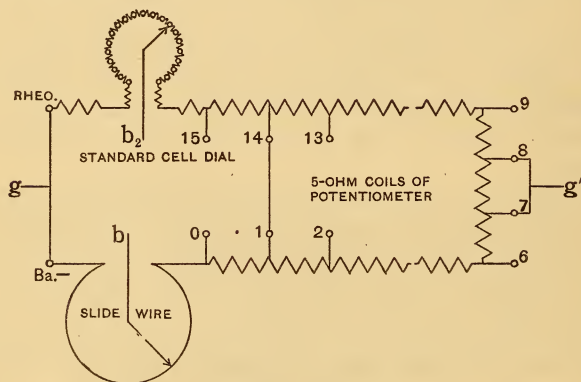 RHEO.
b₂
STANDARD CELL DIAL
15 14 13
9
8
7
6
g
g'
5-OHM COILS OF
POTENTIOMETER
b
0 1 2
Ba.-
SLIDE WIRE